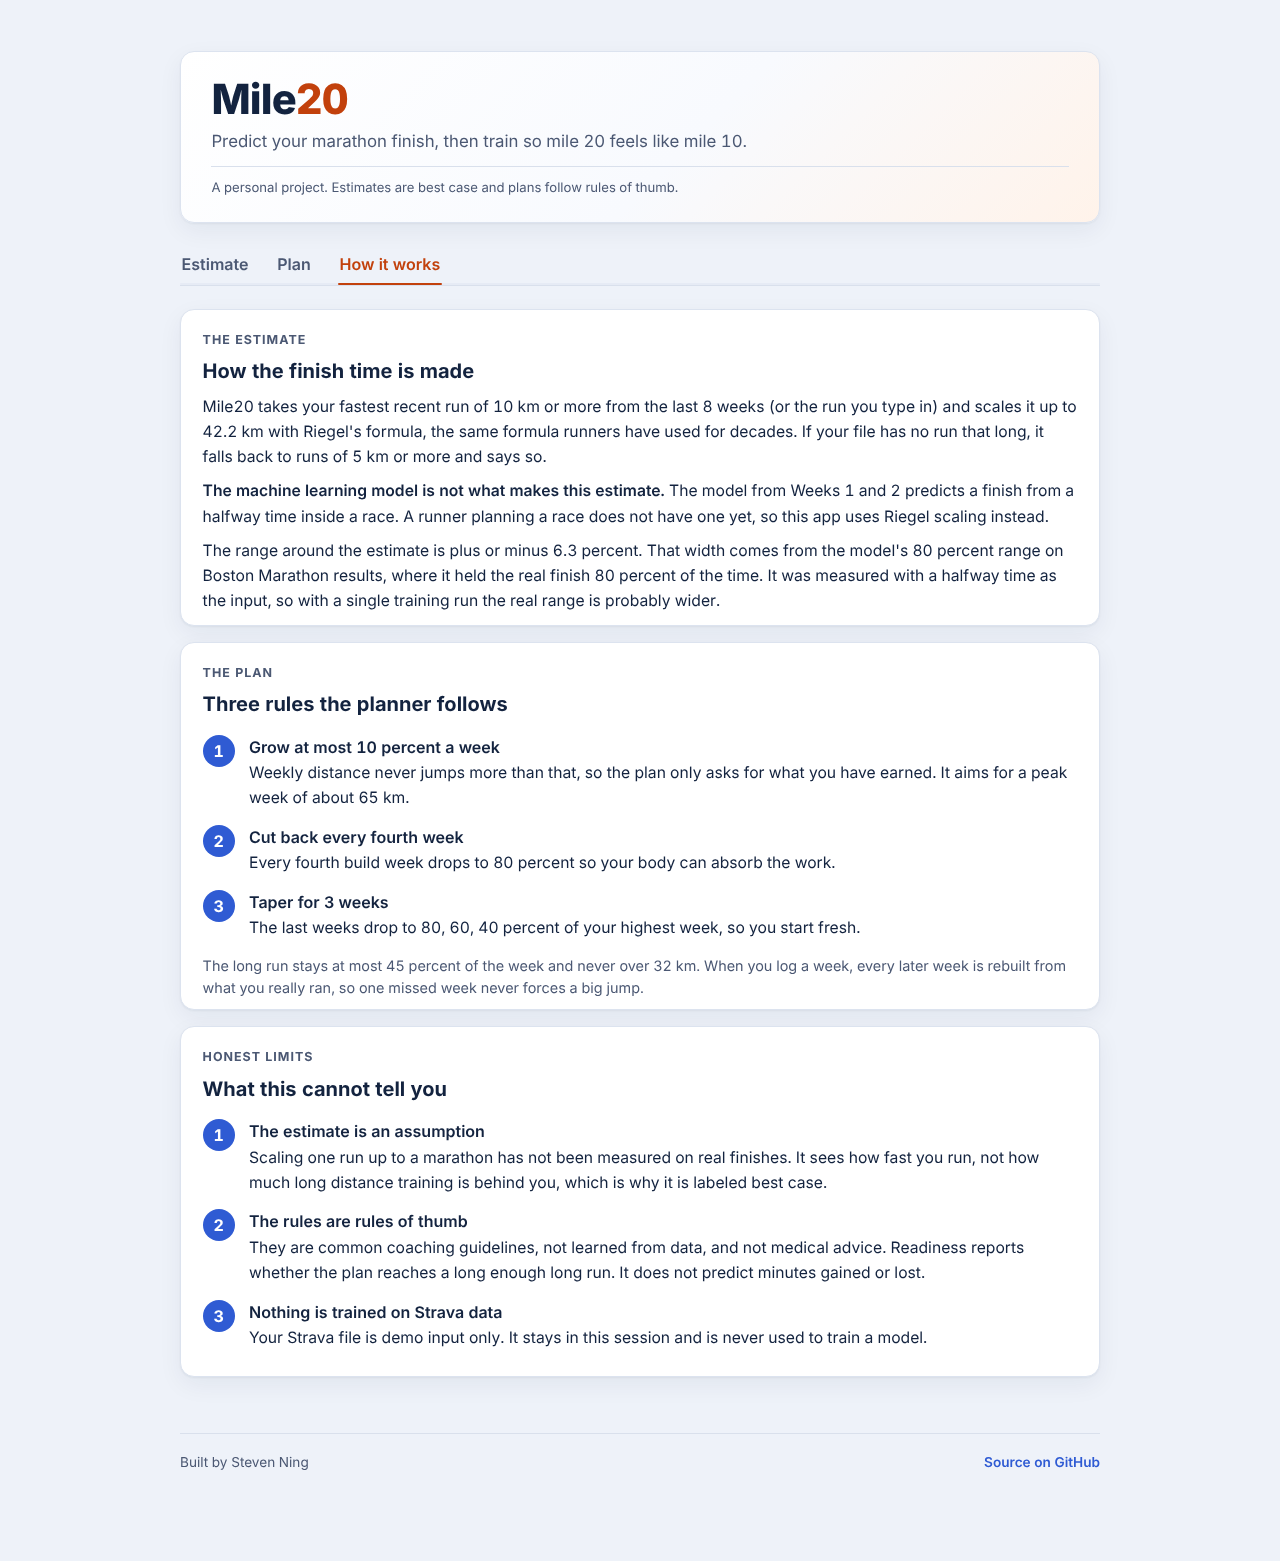 Mile20
Predict your marathon finish, then train so mile 20 feels like mile 10.
A personal project. Estimates are best case and plans follow rules of thumb.
Estimate Plan How it works
THE ESTIMATE
How the finish time is made
Mile20 takes your fastest recent run of 10 km or more from the last 8 weeks (or the run you type in) and scales it up to
42.2 km with Riegel's formula, the same formula runners have used for decades. If your file has no run that long, it
falls back to runs of 5 km or more and says so.
The machine learning model is not what makes this estimate. The model from Weeks 1 and 2 predicts a finish from a
halfway time inside a race. A runner planning a race does not have one yet, so this app uses Riegel scaling instead.
The range around the estimate is plus or minus 6.3 percent. That width comes from the model's 80 percent range on
Boston Marathon results, where it held the real finish 80 percent of the time. It was measured with a halfway time as
the input, so with a single training run the real range is probably wider.
THE PLAN
Three rules the planner follows
1 Grow at most 10 percent a week
Weekly distance never jumps more than that, so the plan only asks for what you have earned. It aims for a peak
week of about 65 km.
2 Cut back every fourth week
Every fourth build week drops to 80 percent so your body can absorb the work.
3 Taper for 3 weeks
The last weeks drop to 80, 60, 40 percent of your highest week, so you start fresh.
The long run stays at most 45 percent of the week and never over 32 km. When you log a week, every later week is rebuilt from
what you really ran, so one missed week never forces a big jump.
HONEST LIMITS
What this cannot tell you
1 The estimate is an assumption
Scaling one run up to a marathon has not been measured on real finishes. It sees how fast you run, not how
much long distance training is behind you, which is why it is labeled best case.
2 The rules are rules of thumb
They are common coaching guidelines, not learned from data, and not medical advice. Readiness reports
whether the plan reaches a long enough long run. It does not predict minutes gained or lost.
3 Nothing is trained on Strava data
Your Strava file is demo input only. It stays in this session and is never used to train a model.
Built by Steven Ning Source on GitHub